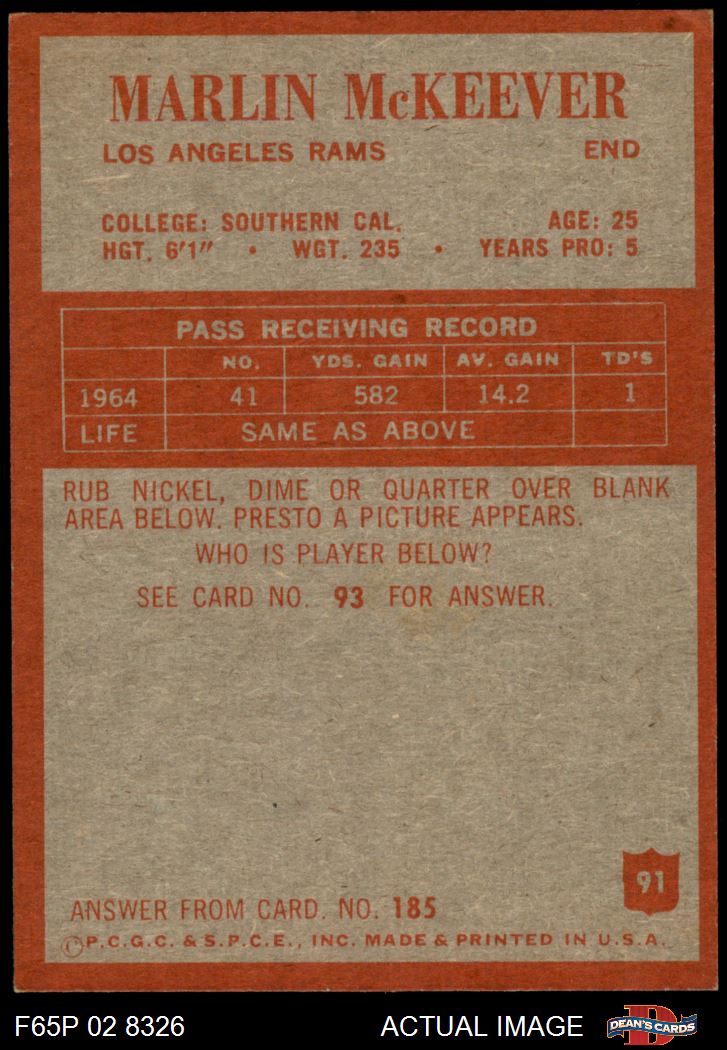 MARLIN McKEEVER
LOS ANGELES RAMS END
COLLEGE: SOUTHERN CAL. AGE: 25
HGT. 6'1" • WGT. 235 • YEARS PRO: 5
PASS RECEIVING RECORD
NO. YDS. GAIN AV. GAIN TD'S
1964 41 582 14.2 1
LIFE SAME AS ABOVE
RUB NICKEL, DIME OR QUARTER OVER BLANK
AREA BELOW. PRESTO A PICTURE APPEARS.
WHO IS PLAYER BELOW?
SEE CARD NO. 93 FOR ANSWER.
91
ANSWER FROM CARD. NO. 185
©P.C.G.C. & S.P.C.E., INC. MADE & PRINTED IN U.S.A.
F65P 02 8326 ACTUAL IMAGE DEAN'S CARDS